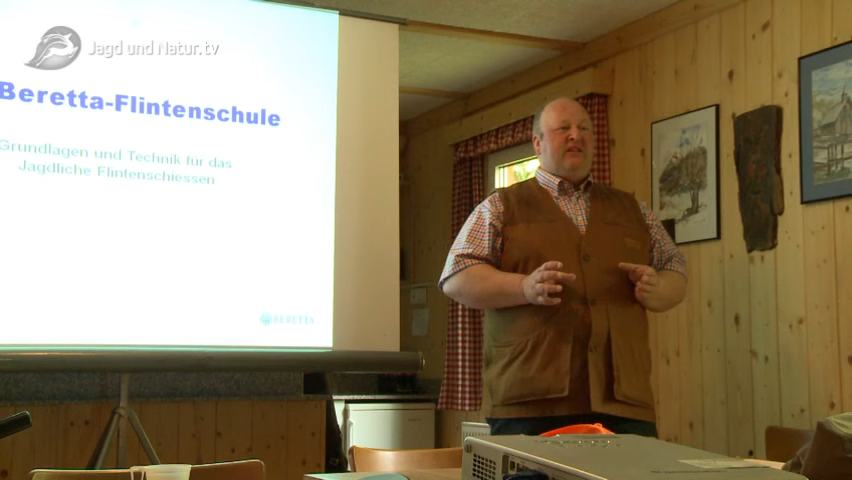 Jagd und Natur.tv
Beretta-Flintenschule
Grundlagen und Technik für das
Jagdliche Flintenschiessen
BERETTA